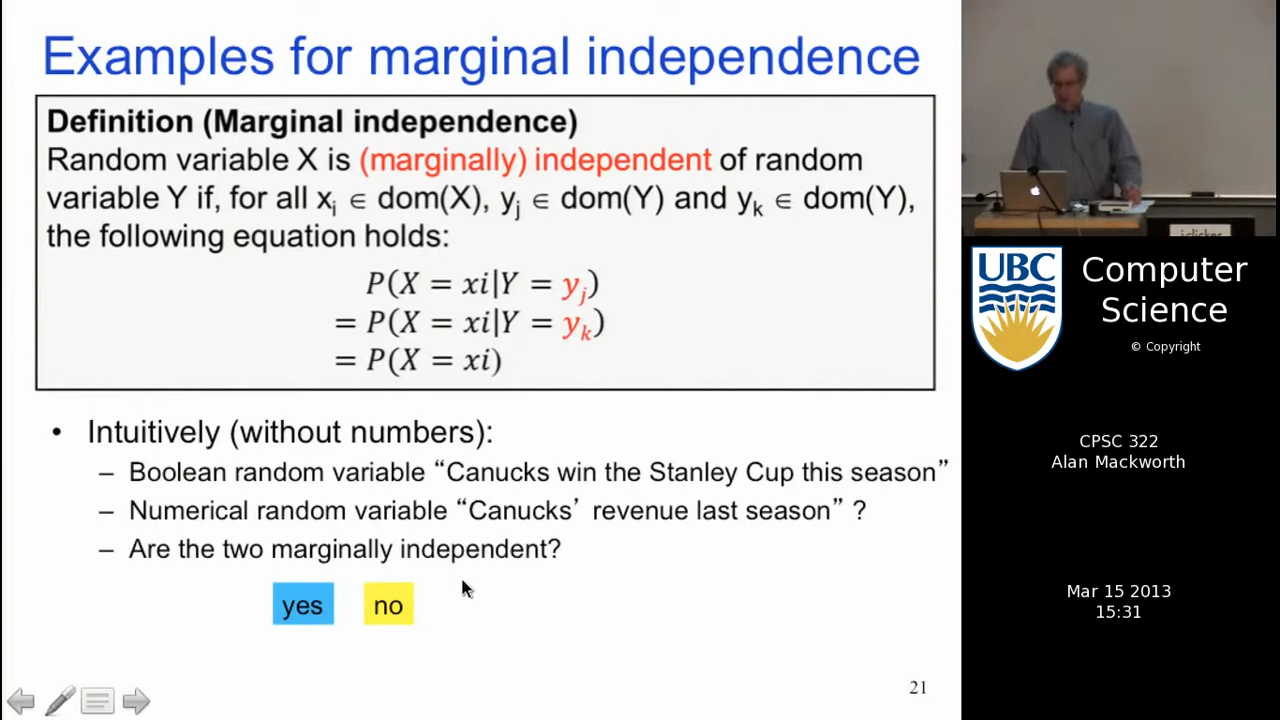 Examples for marginal independence
Definition (Marginal independence)
Random variable X is (marginally) independent of random
variable Y if, for all xᵢ ∈ dom(X), yⱼ ∈ dom(Y) and yₖ ∈ dom(Y),
the following equation holds:
P(X = xi|Y = yⱼ)
= P(X = xi|Y = yₖ)
= P(X = xi)
• Intuitively (without numbers):
– Boolean random variable “Canucks win the Stanley Cup this season”
– Numerical random variable “Canucks’ revenue last season” ?
– Are the two marginally independent?
yes no
21
i clicker
UBC
Computer
Science
© Copyright
CPSC 322
Alan Mackworth
Mar 15 2013
15:31